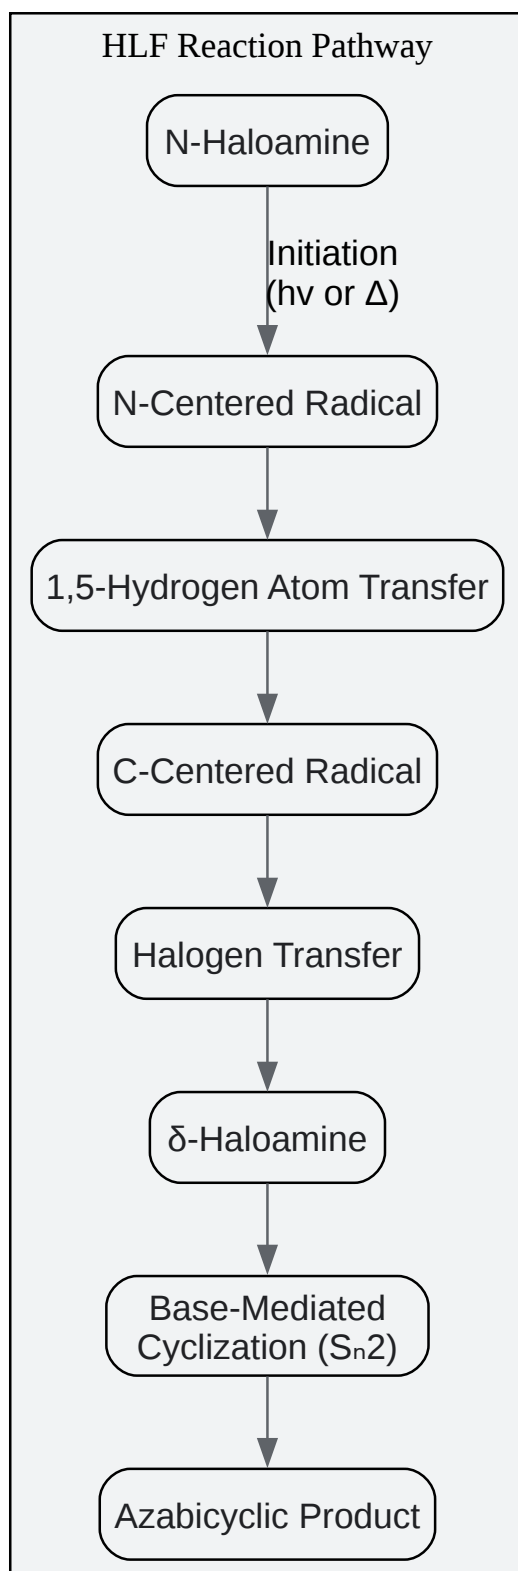 HLF Reaction Pathway
N-Haloamine
Initiation
(hv or Δ)
N-Centered Radical
1,5-Hydrogen Atom Transfer
C-Centered Radical
Halogen Transfer
δ-Haloamine
Base-Mediated
Cyclization (Sₙ2)
Azabicyclic Product